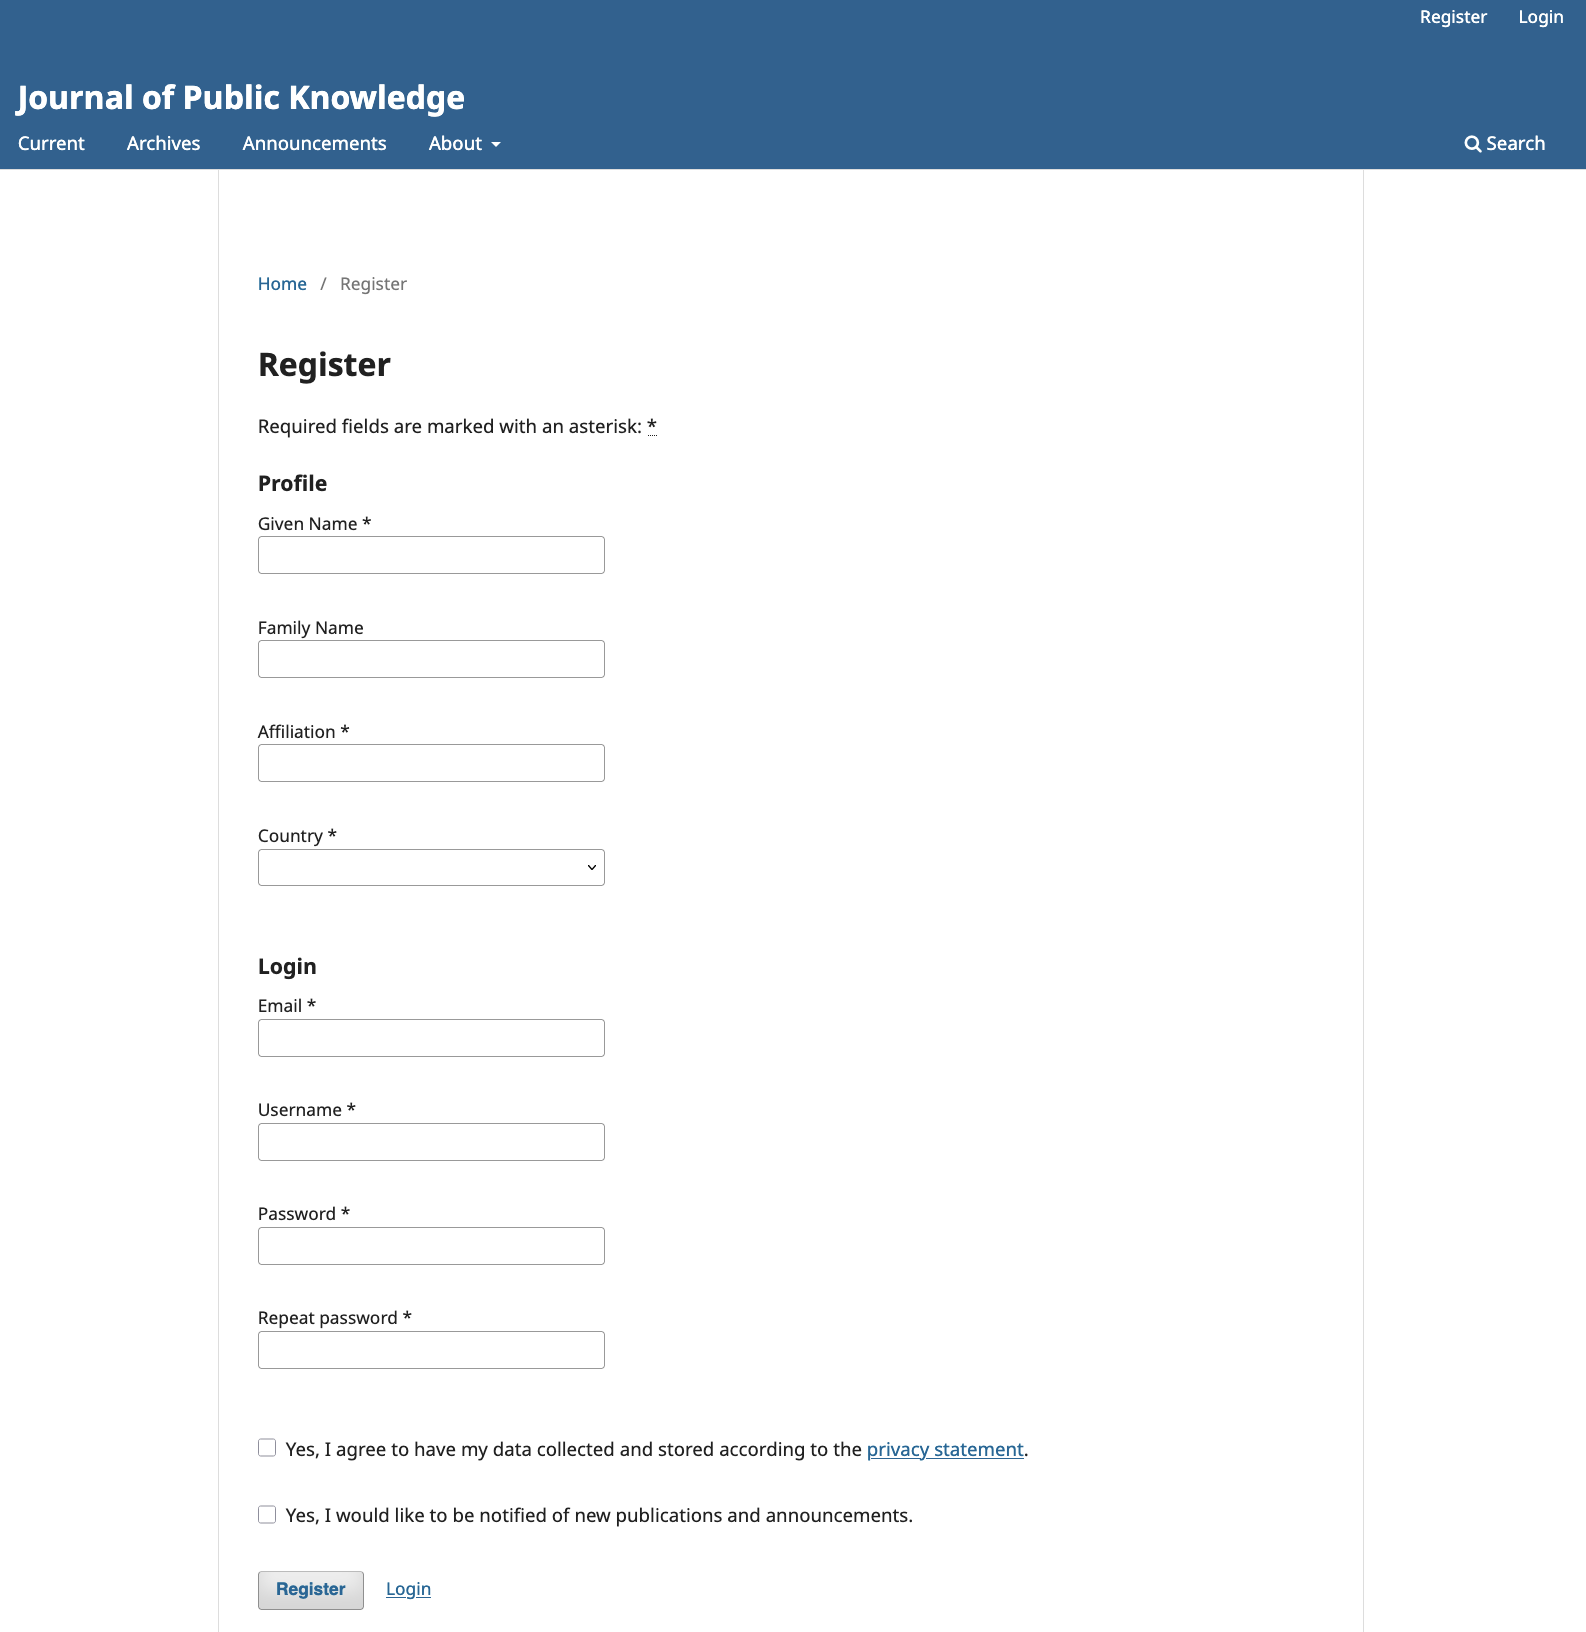 Register Login
Journal of Public Knowledge
Current Archives Announcements About Search
Home / Register
Register
Required fields are marked with an asterisk: *
Profile
Given Name *
Family Name
Affiliation *
Country *
Login
Email *
Username *
Password *
Repeat password *
Yes, I agree to have my data collected and stored according to the privacy statement.
Yes, I would like to be notified of new publications and announcements.
Register Login